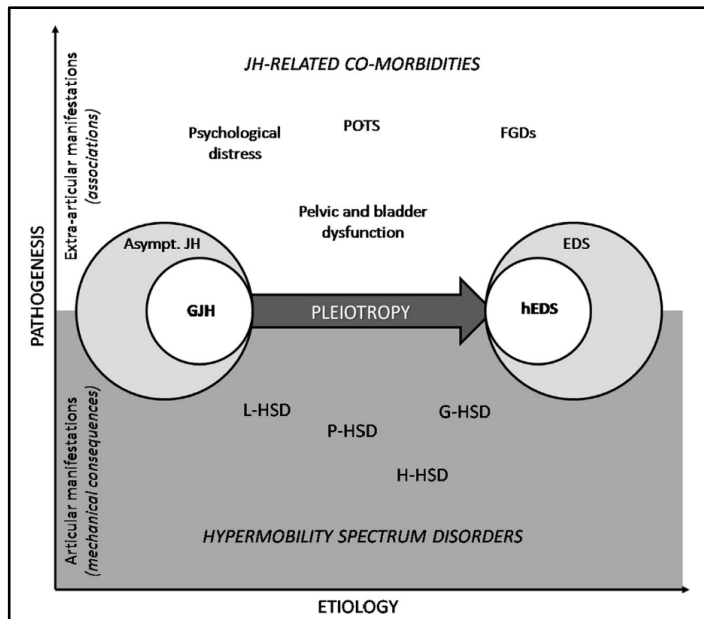 JH-RELATED CO-MORBIDITIES
Psychological
distress
POTS
FGDs
Pelvic and bladder
dysfunction
Asympt. JH
EDS
GJH
PLEIOTROPY
hEDS
L-HSD
P-HSD
G-HSD
H-HSD
HYPERMOBILITY SPECTRUM DISORDERS
PATHOGENESIS
Extra-articular manifestations
(associations)
Articular manifestations
(mechanical consequences)
ETIOLOGY